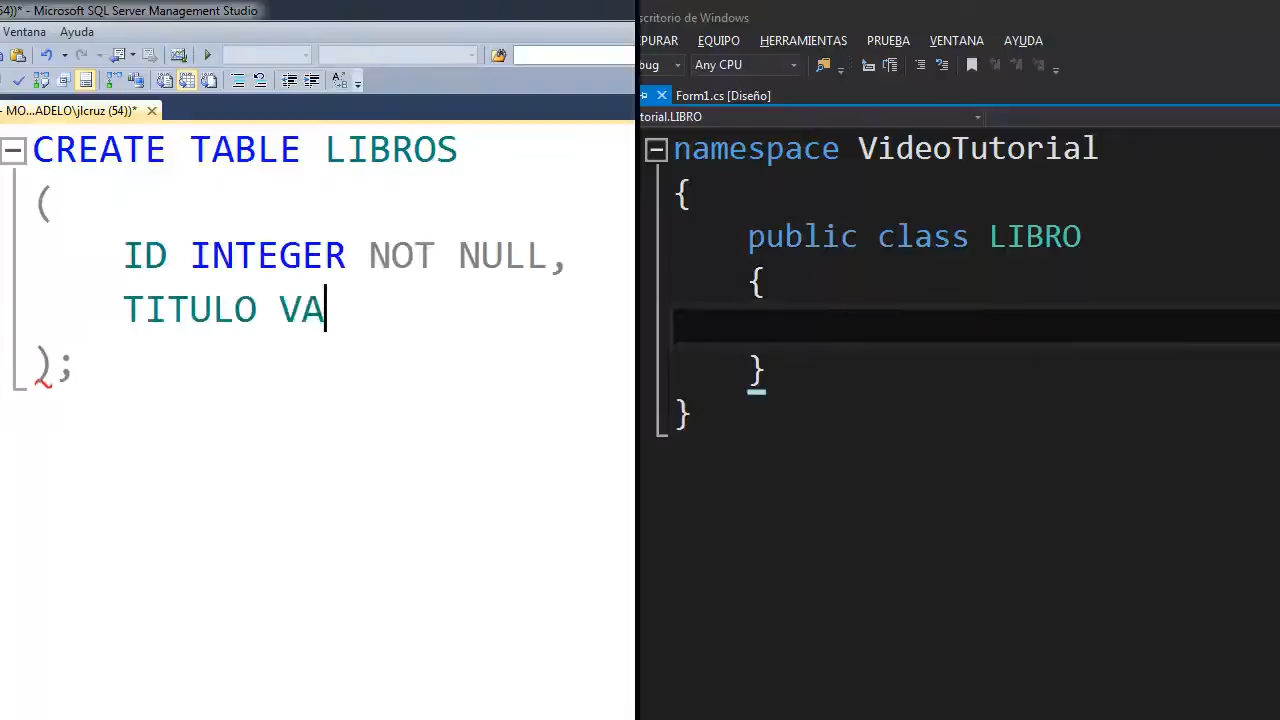 54))* - Microsoft SQL Server Management Studio
Ventana Ayuda
- MO...ADELO\jlcruz (54))*
CREATE TABLE LIBROS
(
ID INTEGER NOT NULL,
TITULO VA
);
scritorio de Windows
PURAR EQUIPO HERRAMIENTAS PRUEBA VENTANA AYUDA
bug Any CPU
Form1.cs [Diseño]
torial.LIBRO
namespace VideoTutorial
{
public class LIBRO
{
}
}